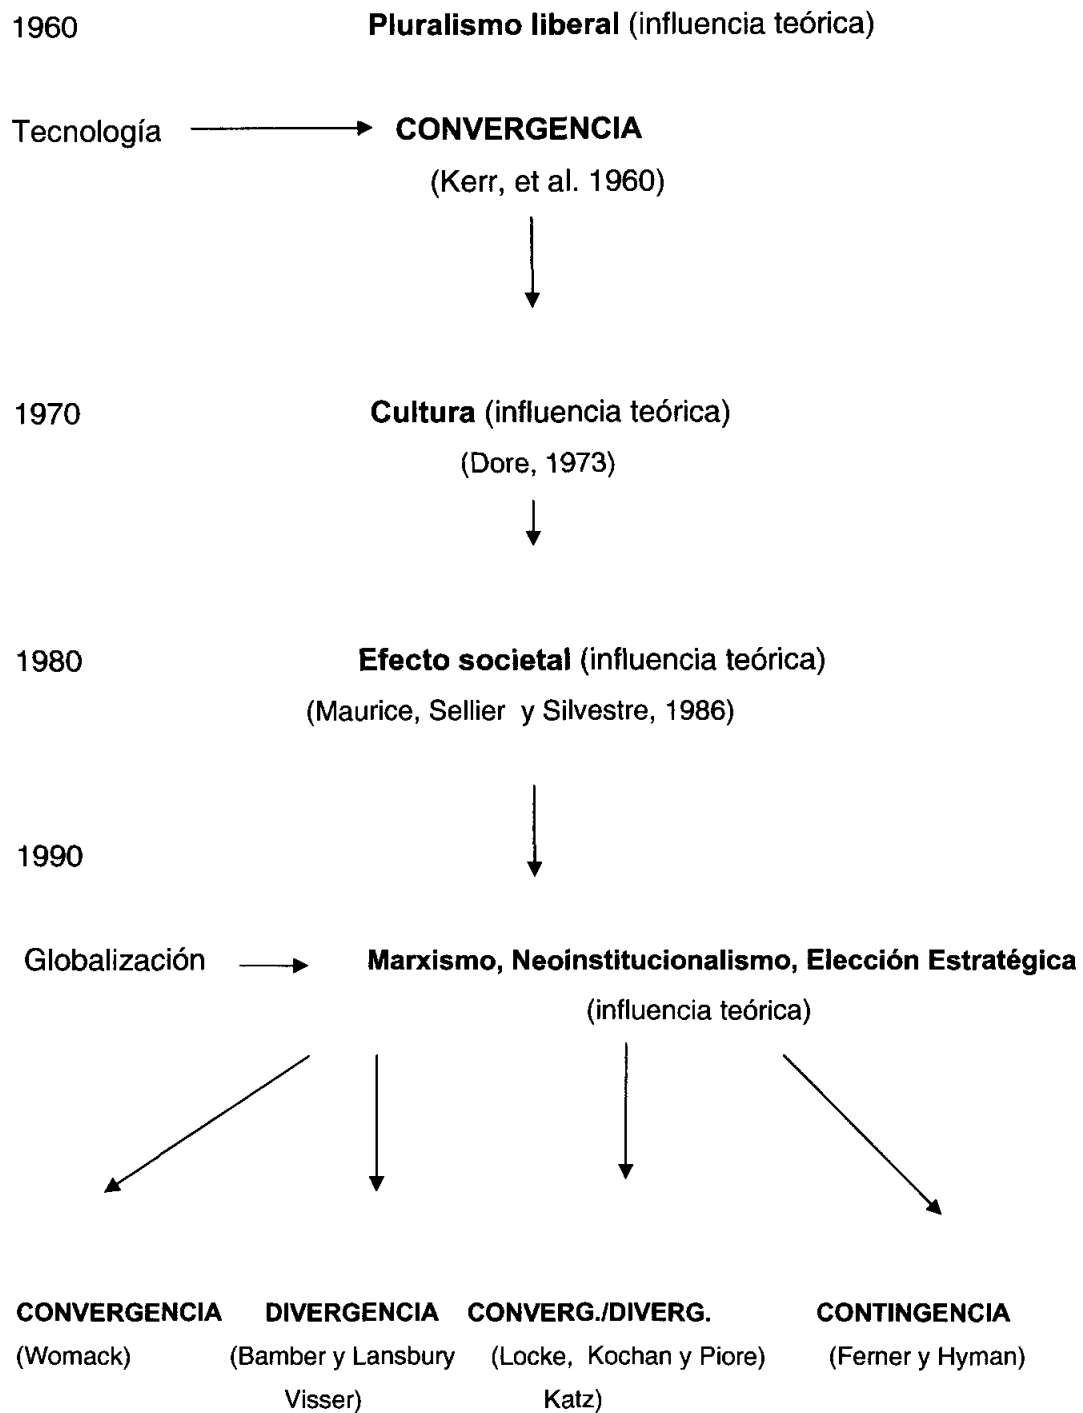 1960 Pluralismo liberal (influencia teórica)
Tecnología CONVERGENCIA
(Kerr, et al. 1960)
1970 Cultura (influencia teórica)
(Dore, 1973)
1980 Efecto societal (influencia teórica)
(Maurice, Sellier y Silvestre, 1986)
1990
Globalización Marxismo, Neoinstitucionalismo, Elección Estratégica
(influencia teórica)
CONVERGENCIA DIVERGENCIA CONVERG./DIVERG. CONTINGENCIA
(Womack) (Bamber y Lansbury (Locke, Kochan y Piore) (Ferner y Hyman)
Visser) Katz)